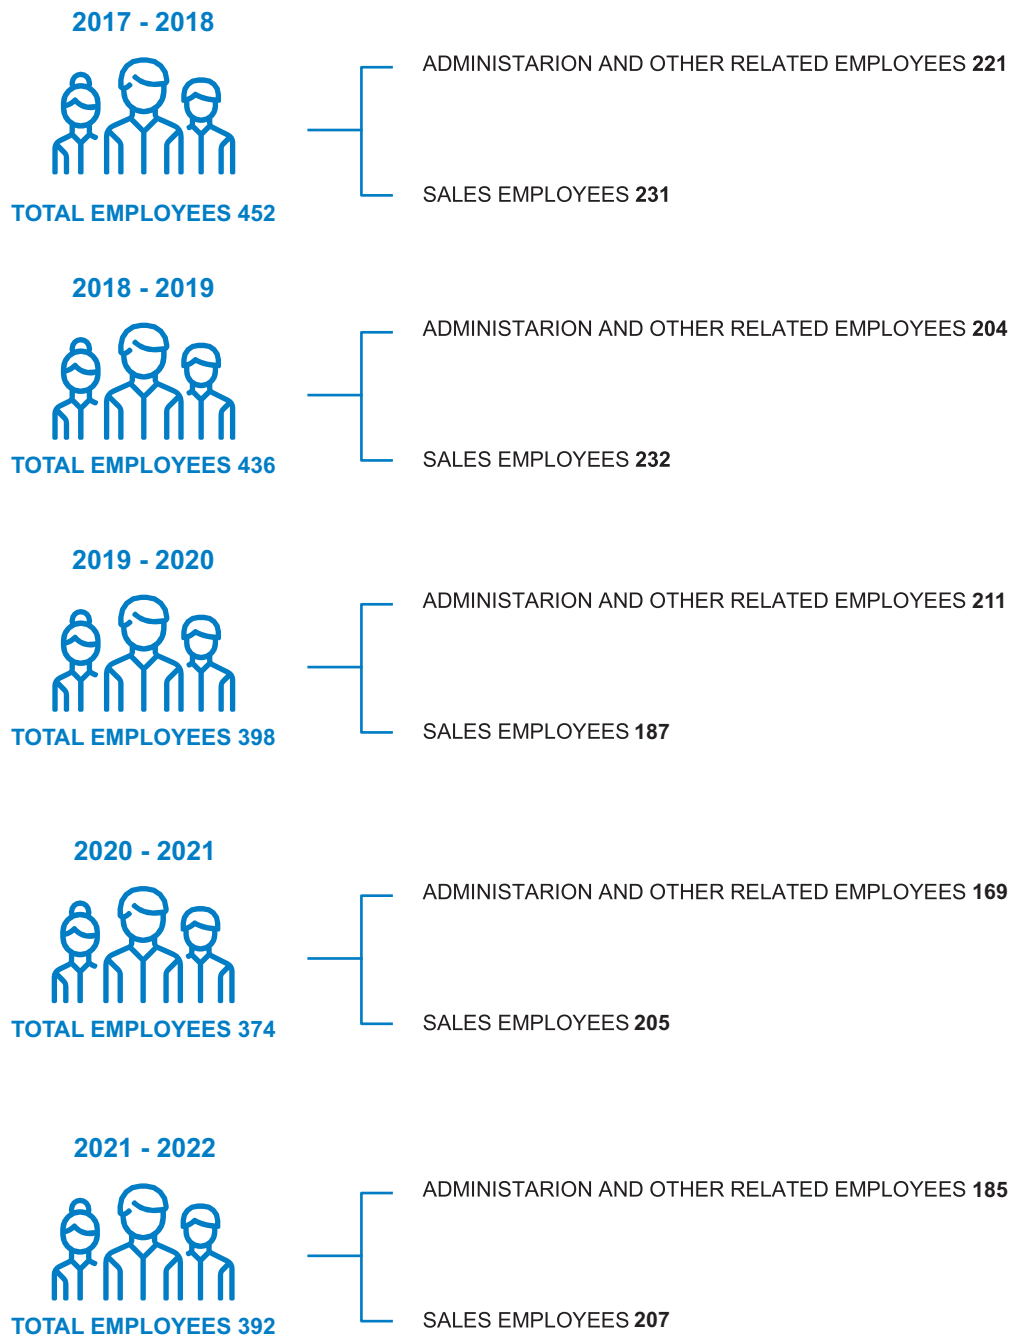 2017 - 2018
ADMINISTARION AND OTHER RELATED EMPLOYEES 221
SALES EMPLOYEES 231
TOTAL EMPLOYEES 452
2018 - 2019
ADMINISTARION AND OTHER RELATED EMPLOYEES 204
SALES EMPLOYEES 232
TOTAL EMPLOYEES 436
2019 - 2020
ADMINISTARION AND OTHER RELATED EMPLOYEES 211
SALES EMPLOYEES 187
TOTAL EMPLOYEES 398
2020 - 2021
ADMINISTARION AND OTHER RELATED EMPLOYEES 169
SALES EMPLOYEES 205
TOTAL EMPLOYEES 374
2021 - 2022
ADMINISTARION AND OTHER RELATED EMPLOYEES 185
SALES EMPLOYEES 207
TOTAL EMPLOYEES 392